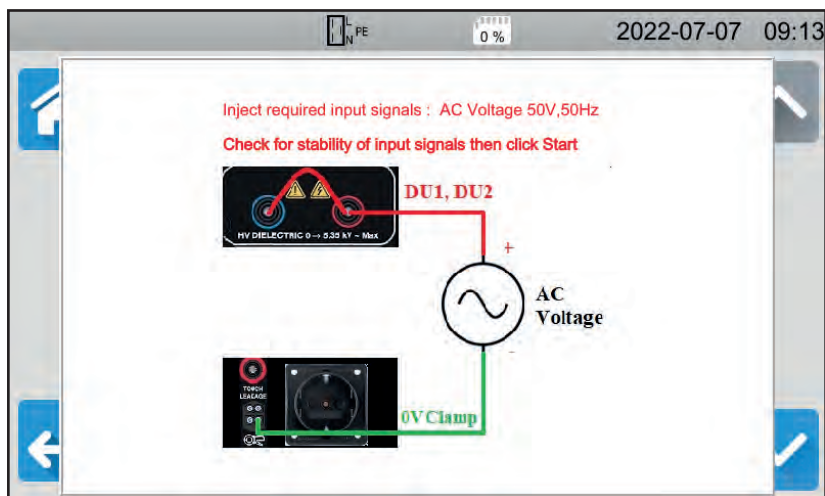 L
N PE
0 %
2022-07-07 09:13
Inject required input signals : AC Voltage 50V,50Hz
Check for stability of input signals then click Start
DU1, DU2
HV DIELECTRIC 0 → 5.35 kV ~ Max
+
AC
Voltage
-
TOUCH
LEAKAGE
0V Clamp